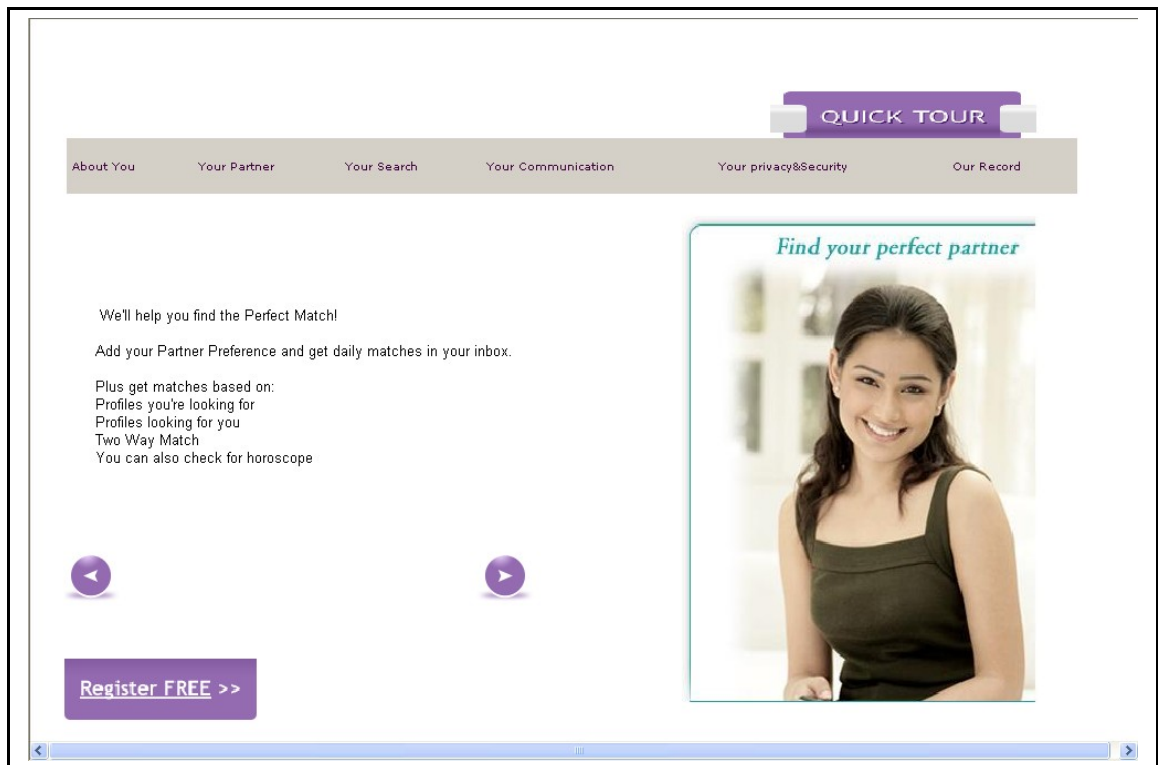 QUICK TOUR
About You Your Partner Your Search Your Communication Your privacy&Security Our Record
Find your perfect partner
We'll help you find the Perfect Match!
Add your Partner Preference and get daily matches in your inbox.
Plus get matches based on:
Profiles you're looking for
Profiles looking for you
Two Way Match
You can also check for horoscope
Register FREE >>